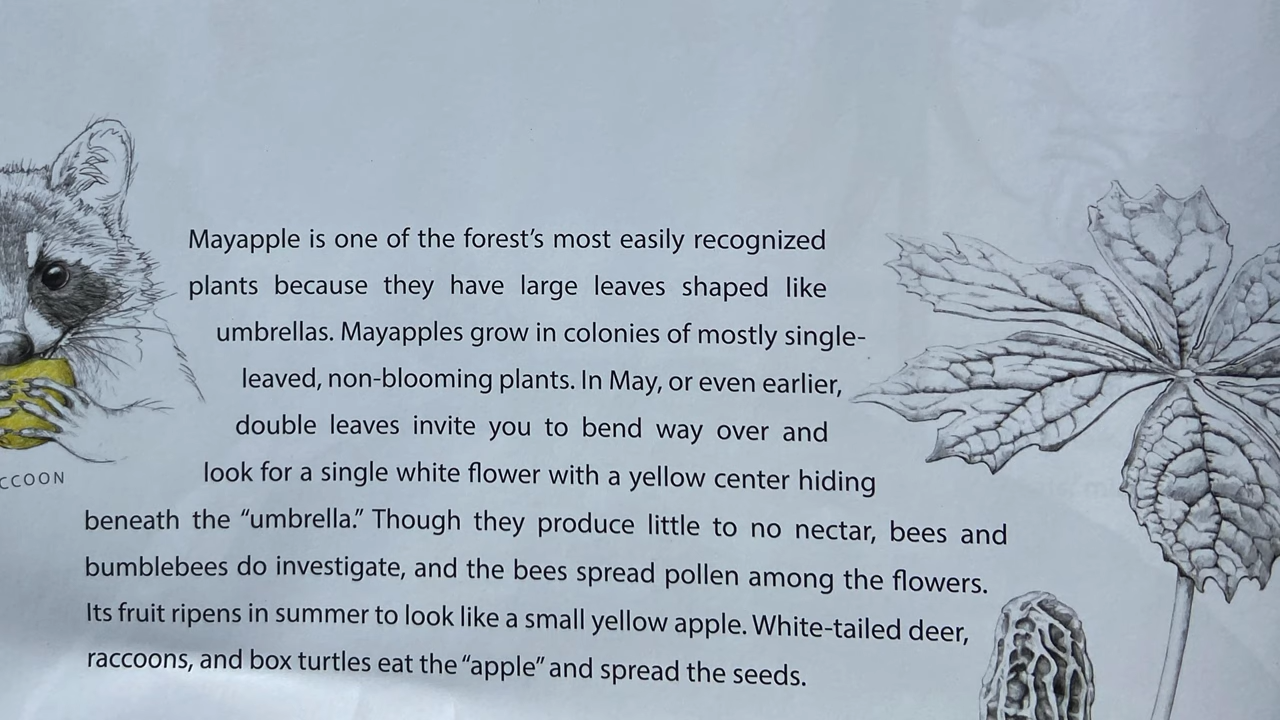 Mayapple is one of the forest’s most easily recognized
plants because they have large leaves shaped like
umbrellas. Mayapples grow in colonies of mostly single-
leaved, non-blooming plants. In May, or even earlier,
double leaves invite you to bend way over and
look for a single white flower with a yellow center hiding
CCOON
beneath the “umbrella.” Though they produce little to no nectar, bees and
bumblebees do investigate, and the bees spread pollen among the flowers.
Its fruit ripens in summer to look like a small yellow apple. White-tailed deer,
raccoons, and box turtles eat the “apple” and spread the seeds.